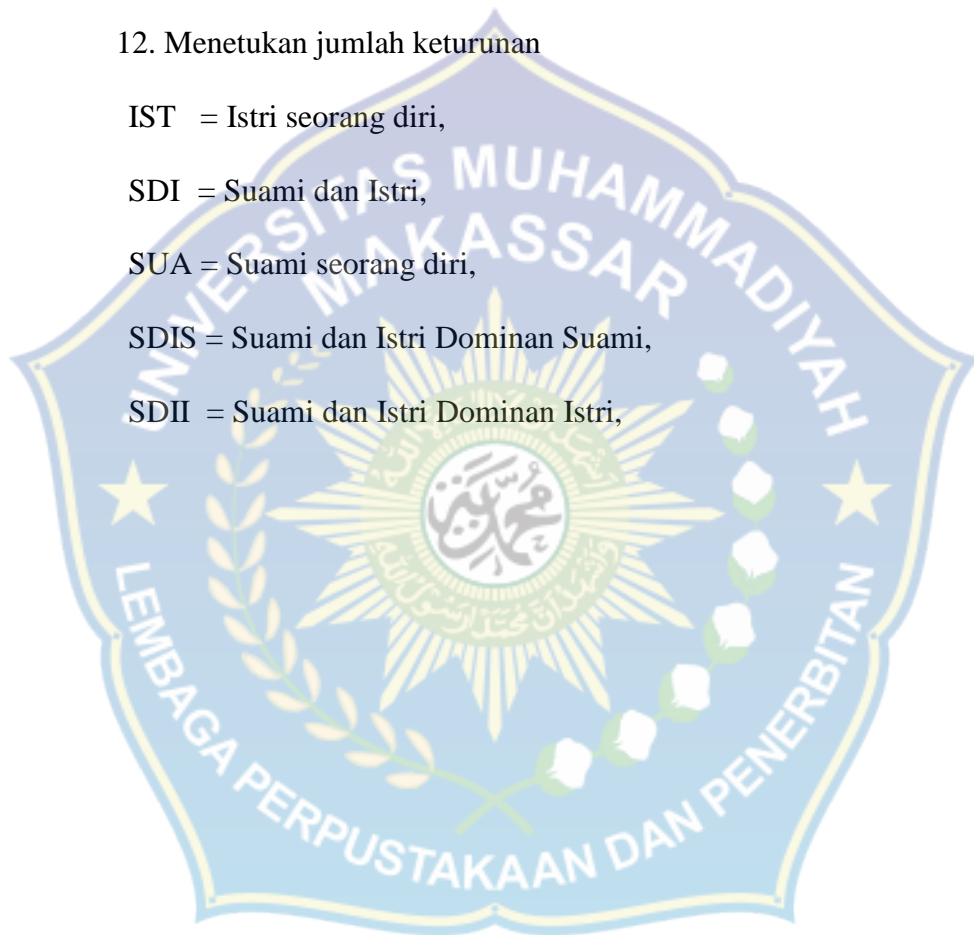 12. Menetukan jumlah keturunan
IST = Istri seorang diri,
SDI = Suami dan Istri,
SUA = Suami seorang diri,
SDIS = Suami dan Istri Dominan Suami,
SDII = Suami dan Istri Dominan Istri,
UNIVERSITAS MUHAMMADIYAH
MAKASSAR
LEMBAGA PERPUSTAKAAN DAN PENERBITAN